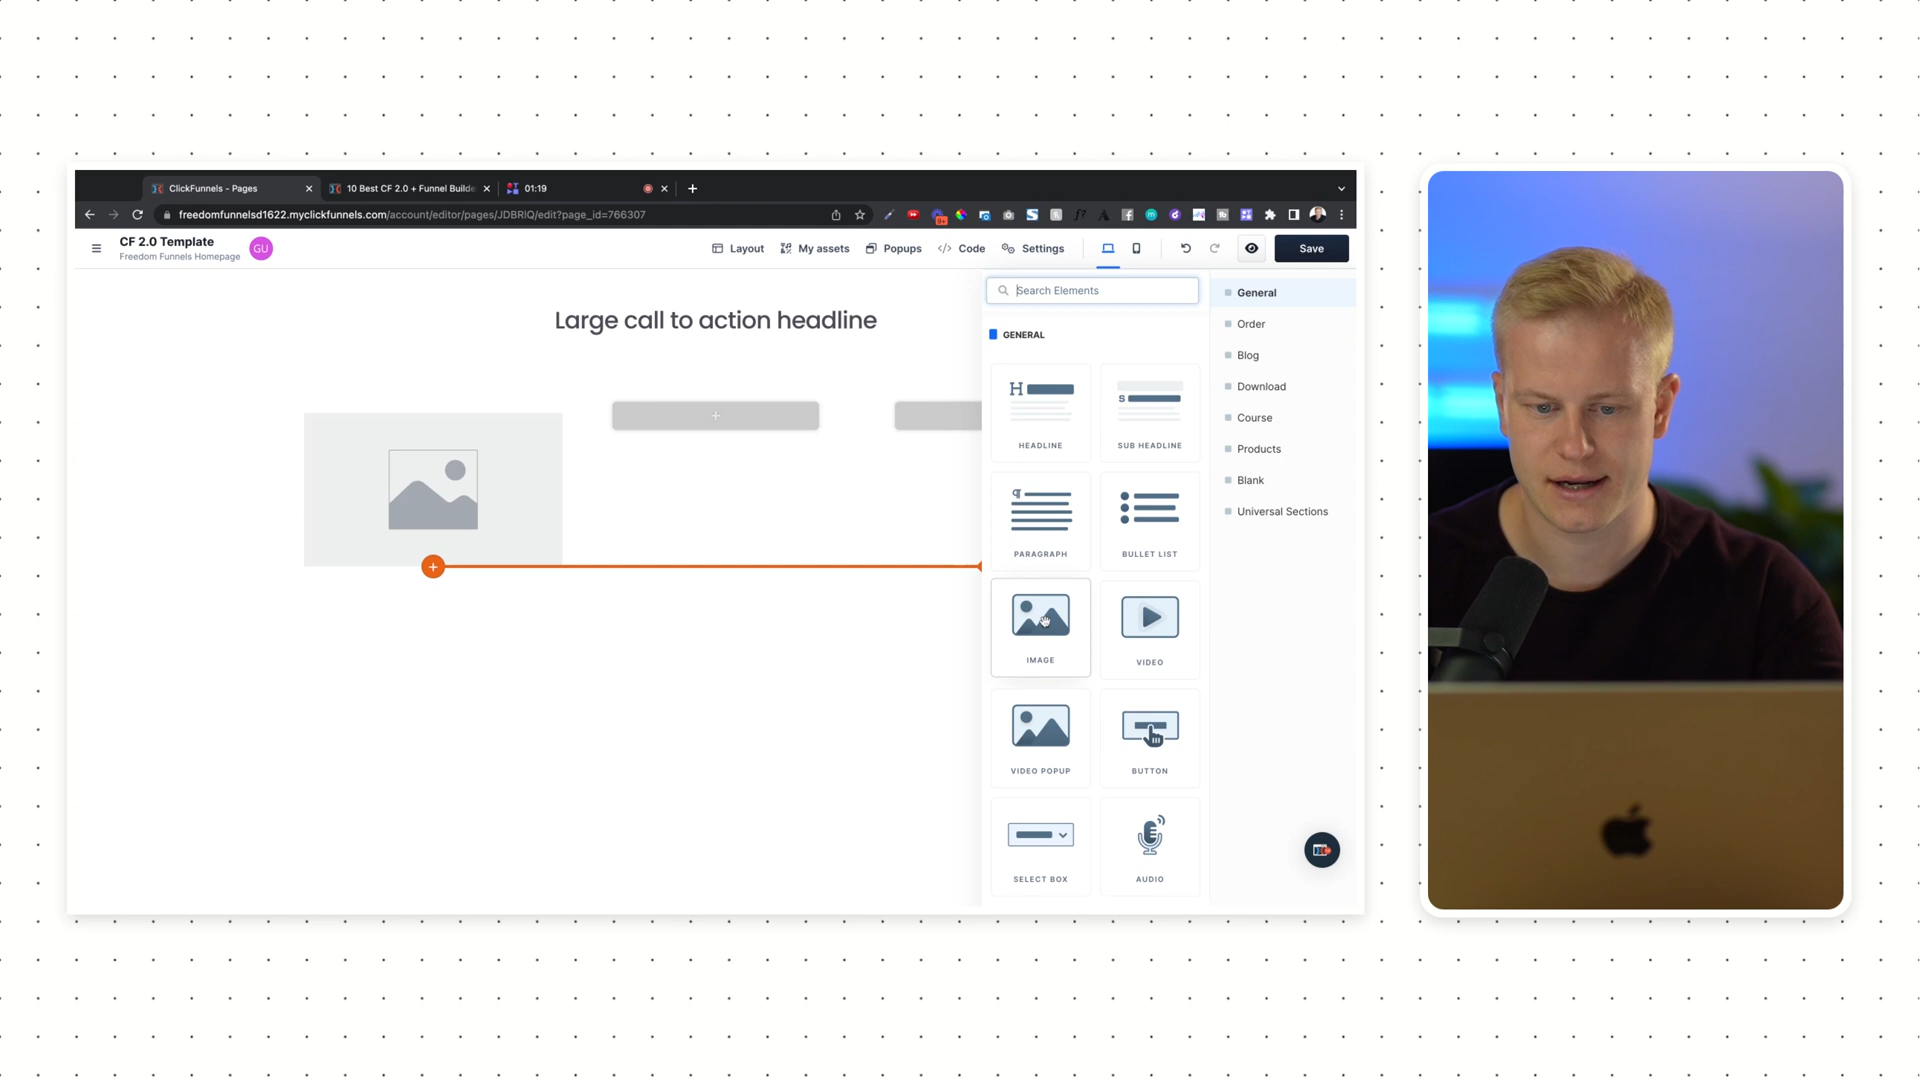 ClickFunnels - Pages
10 Best CF 2.0 + Funnel Builde
01:19
freedomfunnelsd1622.myclickfunnels.com/account/editor/pages/JDBRlQ/edit?page_id=766307
9+
CF 2.0 Template
Freedom Funnels Homepage
GU
Layout
My assets
Popups
Code
Settings
Save
Large call to action headline
Search Elements
GENERAL
HEADLINE
SUB HEADLINE
PARAGRAPH
BULLET LIST
IMAGE
VIDEO
VIDEO POPUP
BUTTON
SELECT BOX
AUDIO
General
Order
Blog
Download
Course
Products
Blank
Universal Sections